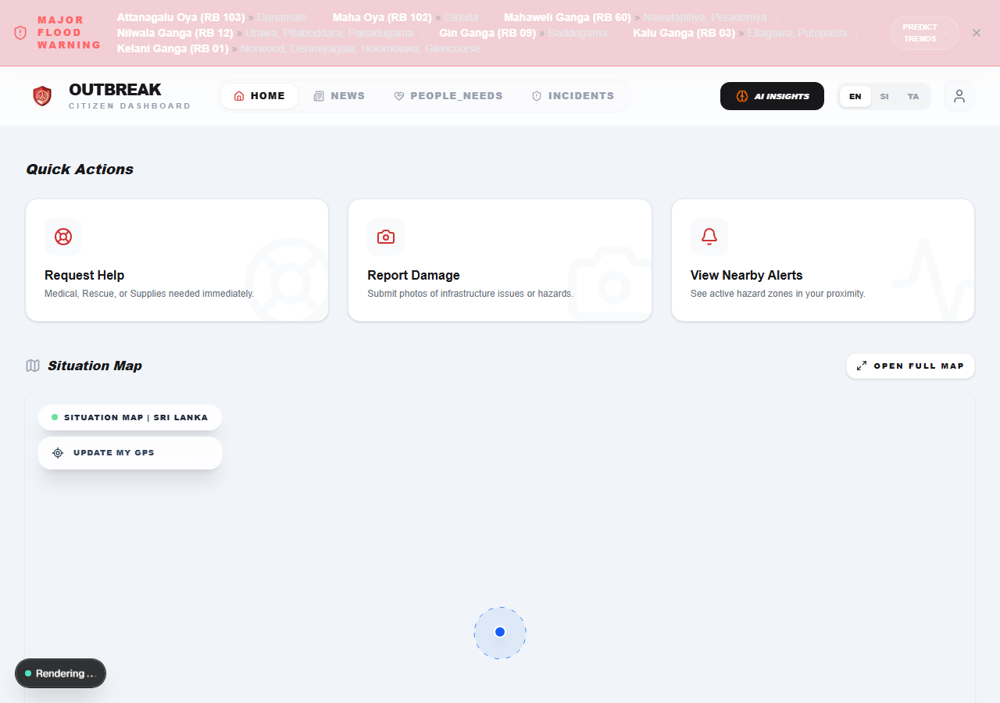 MAJOR FLOOD WARNING
Attanagalu Oya (RB 103) » Dunamale | Maha Oya (RB 102) » Giriulla | Mahaweli Ganga (RB 60) » Nawalapitiya, Peradeniya |
Nilwala Ganga (RB 12) » Urawa, Pitabeddara, Panadugama | Gin Ganga (RB 09) » Baddegama | Kalu Ganga (RB 03) » Ellagawa, Putupaula |
Kelani Ganga (RB 01) » Norwood, Deraniyagala, Holombuwa, Glencourse
PREDICT TRENDS
OUTBREAK
CITIZEN DASHBOARD
HOME NEWS PEOPLE_NEEDS INCIDENTS
AI INSIGHTS
EN SI TA
Quick Actions
Request Help
Medical, Rescue, or Supplies needed immediately.
Report Damage
Submit photos of infrastructure issues or hazards.
View Nearby Alerts
See active hazard zones in your proximity.
Situation Map
OPEN FULL MAP
SITUATION MAP | SRI LANKA
UPDATE MY GPS
Rendering ...